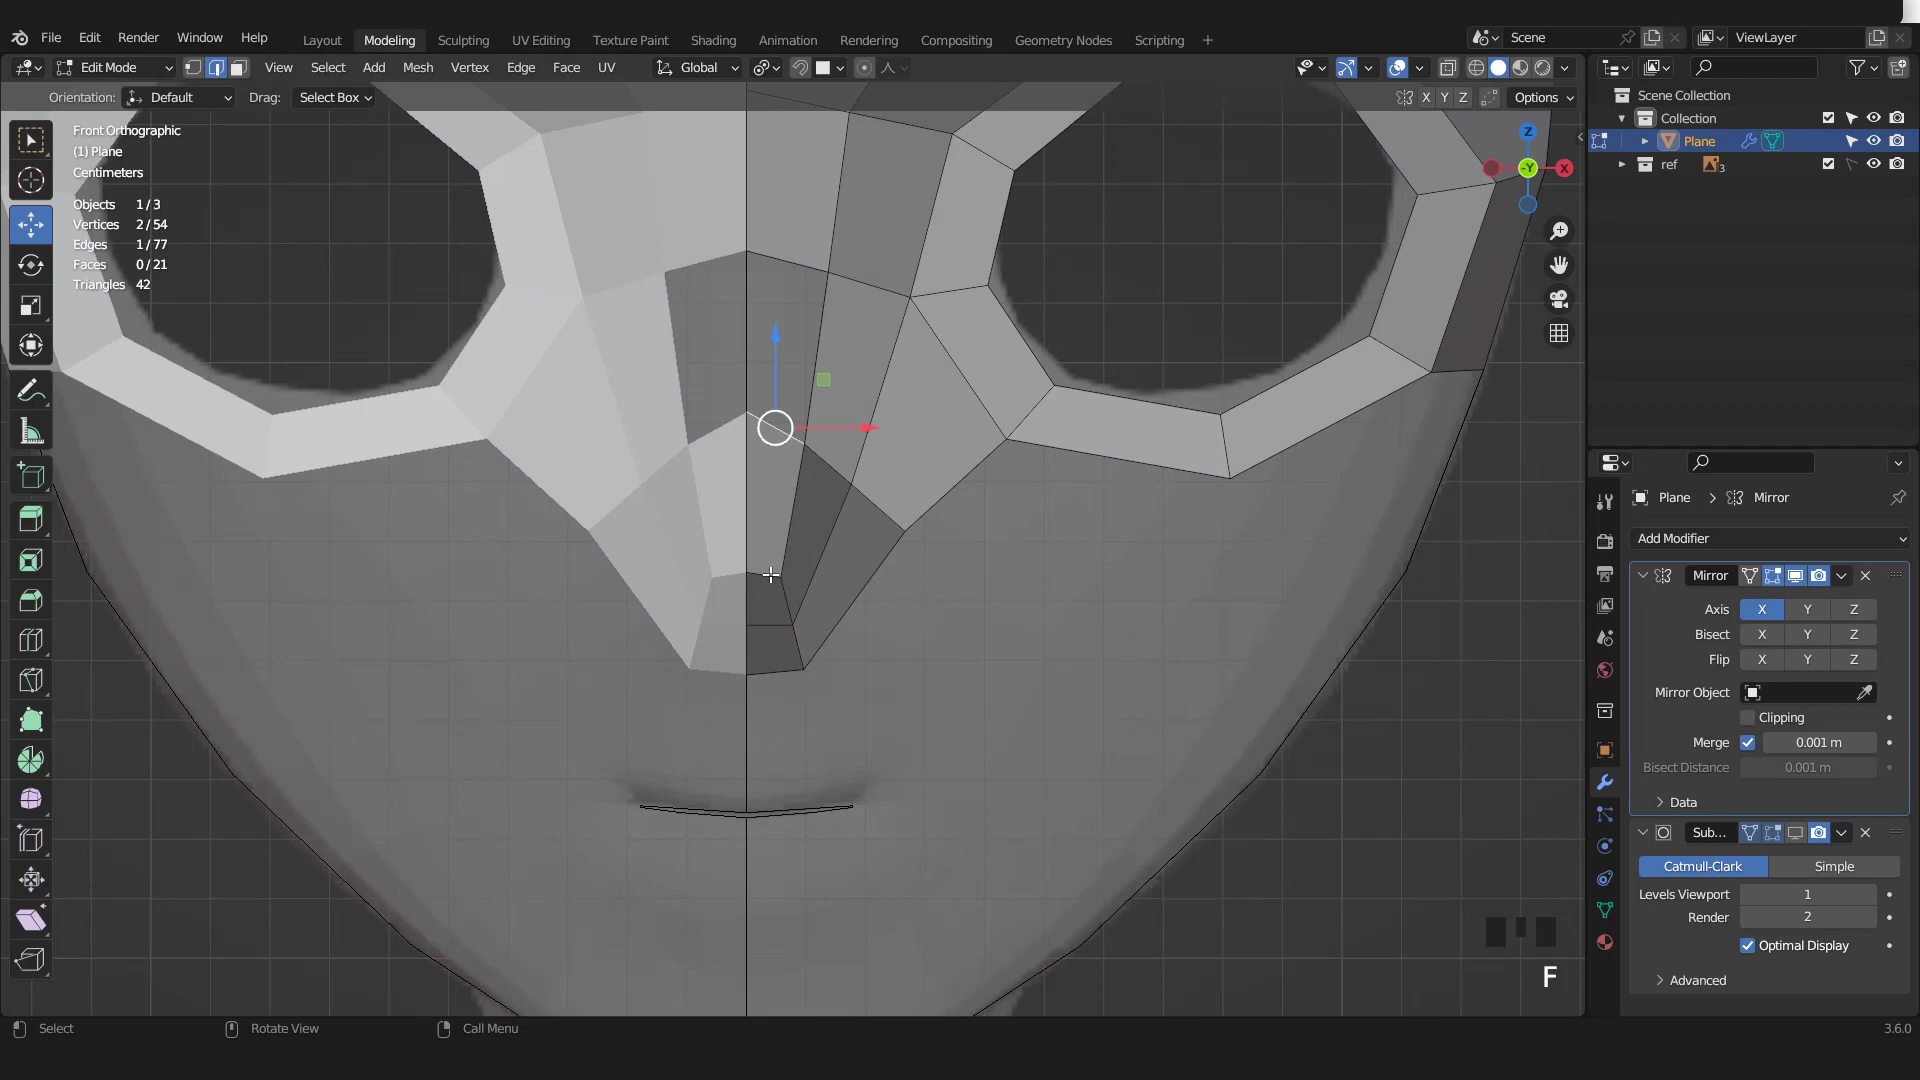 File Edit Render Window Help
Layout Modeling Sculpting UV Editing Texture Paint Shading Animation Rendering Compositing Geometry Nodes Scripting +
Scene
ViewLayer
Edit Mode View Select Add Mesh Vertex Edge Face UV
Global
Orientation: Default Drag: Select Box
X Y Z Options
Front Orthographic
(1) Plane
Centimeters
Objects 1/3
Vertices 2/54
Edges 1/77
Faces 0/21
Triangles 42
Z
-Y
X
Scene Collection
Collection
Plane
ref 3
Plane > Mirror
Add Modifier
Mirror
Axis X Y Z
Bisect X Y Z
Flip X Y Z
Mirror Object
Clipping
Merge 0.001 m
Bisect Distance 0.001 m
Data
Sub...
Catmull-Clark Simple
Levels Viewport 1
Render 2
Optimal Display
Advanced
F
Select Rotate View Call Menu
3.6.0